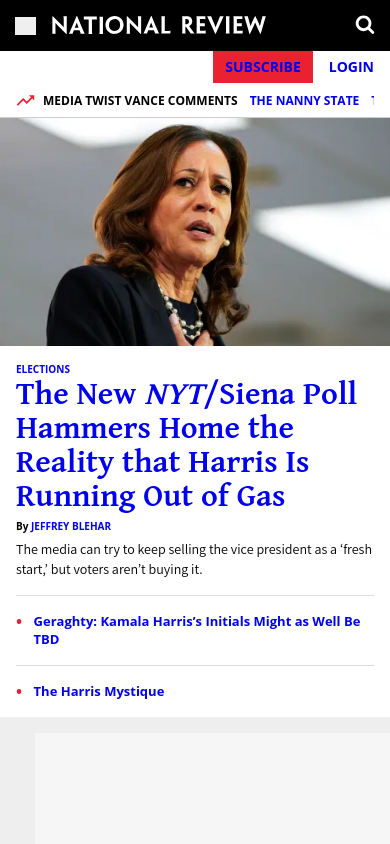 NATIONAL REVIEW
SUBSCRIBE LOGIN
MEDIA TWIST VANCE COMMENTS THE NANNY STATE
ELECTIONS
The New NYT/Siena Poll
Hammers Home the
Reality that Harris Is
Running Out of Gas
By JEFFREY BLEHAR
The media can try to keep selling the vice president as a ‘fresh
start,’ but voters aren’t buying it.
• Geraghty: Kamala Harris’s Initials Might as Well Be
TBD
• The Harris Mystique